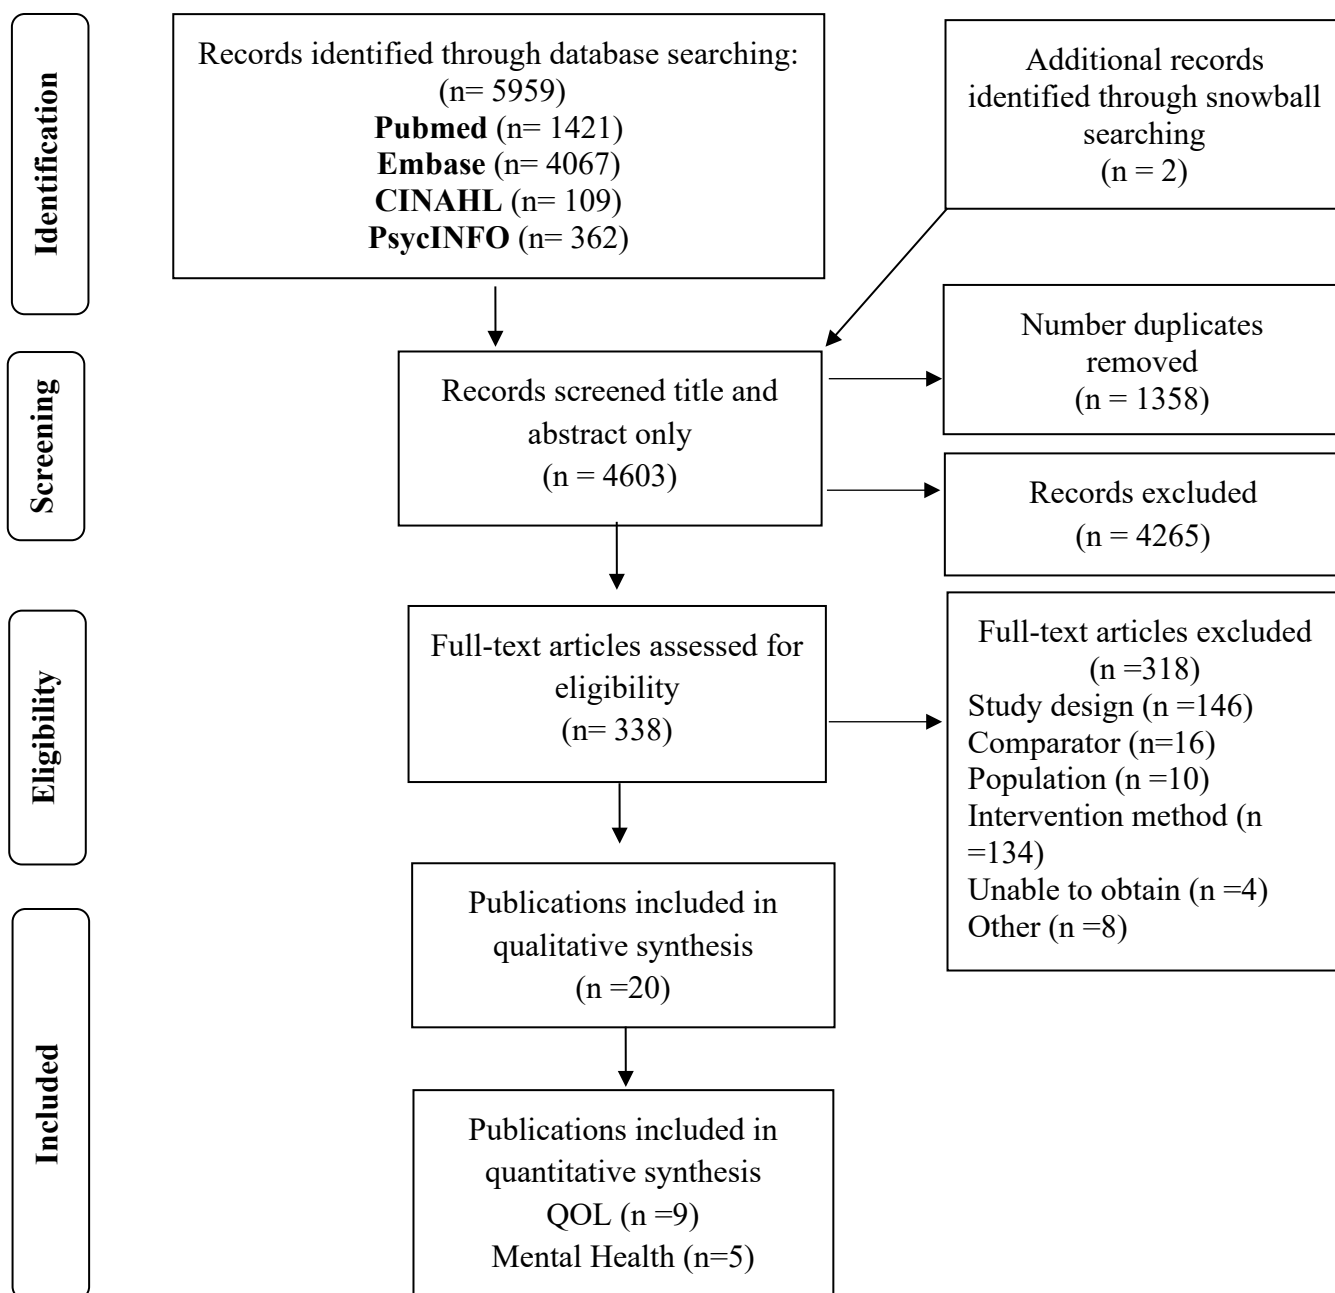 Identification
Records identified through database searching:
(n= 5959)
Pubmed (n= 1421)
Embase (n= 4067)
CINAHL (n= 109)
PsycINFO (n= 362)
Additional records
identified through snowball
searching
(n = 2)
Screening
Records screened title and
abstract only
(n = 4603)
Number duplicates
removed
(n = 1358)
Records excluded
(n = 4265)
Eligibility
Full-text articles assessed for
eligibility
(n= 338)
Full-text articles excluded
(n =318)
Study design (n =146)
Comparator (n=16)
Population (n =10)
Intervention method (n
=134)
Unable to obtain (n =4)
Other (n =8)
Included
Publications included in
qualitative synthesis
(n =20)
Publications included in
quantitative synthesis
QOL (n =9)
Mental Health (n=5)